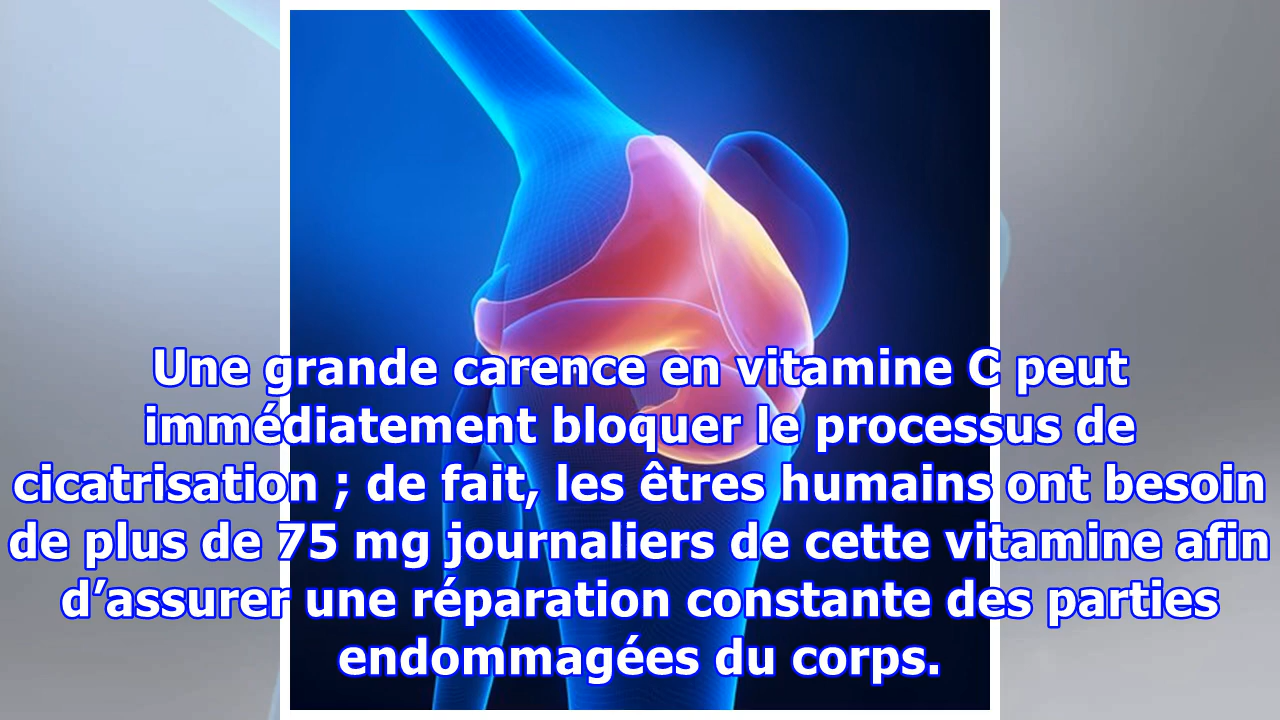 Une grande carence en vitamine C peut
immédiatement bloquer le processus de
cicatrisation ; de fait, les êtres humains ont besoin
de plus de 75 mg journaliers de cette vitamine afin
d’assurer une réparation constante des parties
endommagées du corps.